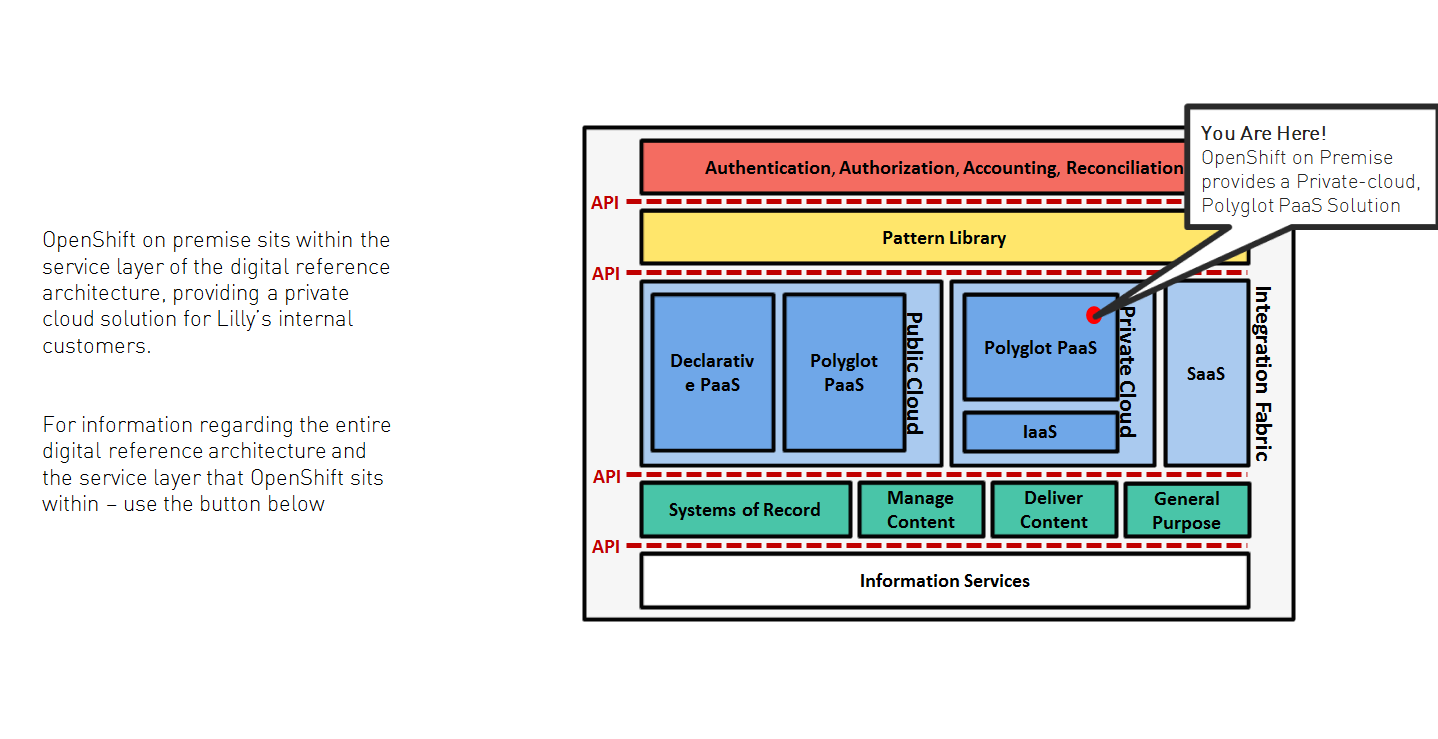 OpenShift on premise sits within the
service layer of the digital reference
architecture, providing a private
cloud solution for Lilly's internal
customers.
For information regarding the entire
digital reference architecture and
the service layer that OpenShift sits
within – use the button below
You Are Here!
OpenShift on Premise
provides a Private-cloud,
Polyglot PaaS Solution
Authentication, Authorization, Accounting, Reconciliation
API
Pattern Library
API
Declarativ
e PaaS
Polyglot
PaaS
Public Cloud
Polyglot PaaS
IaaS
Private Cloud
SaaS
Integration Fabric
API
Systems of Record
Manage
Content
Deliver
Content
General
Purpose
API
Information Services